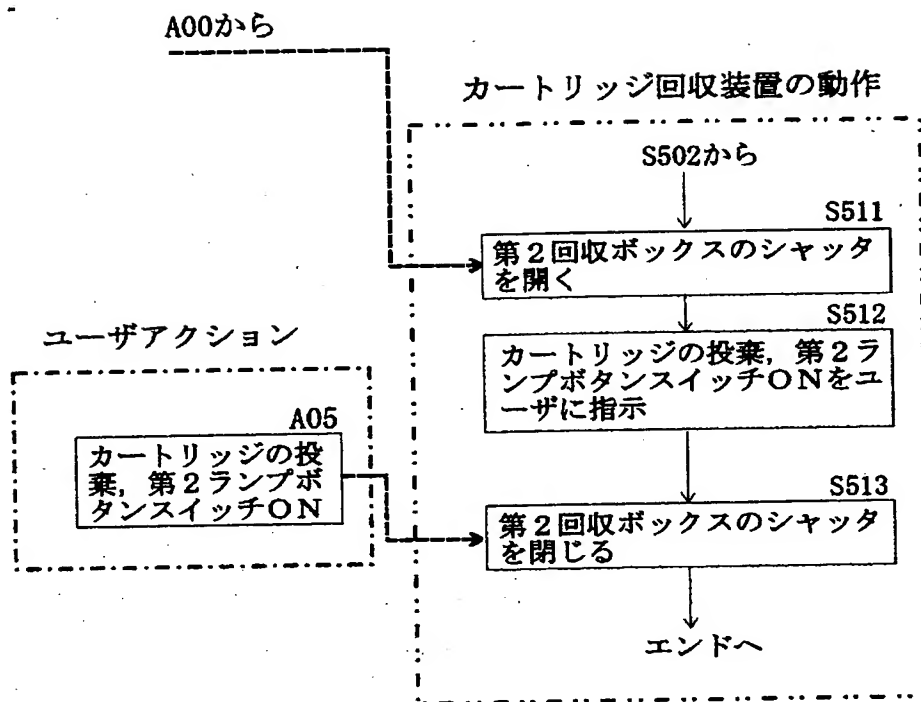 A00から
カートリッジ回収装置の動作
S502から
S511
第2回収ボックスのシャッタ
を開く
S512
カートリッジの投棄，第2ラ
ンプボタンスイッチONをユ
ーザに指示
ユーザアクション
A05
カートリッジの投
棄，第2ランプボ
タンスイッチON
S513
第2回収ボックスのシャッタ
を閉じる
エンドへ